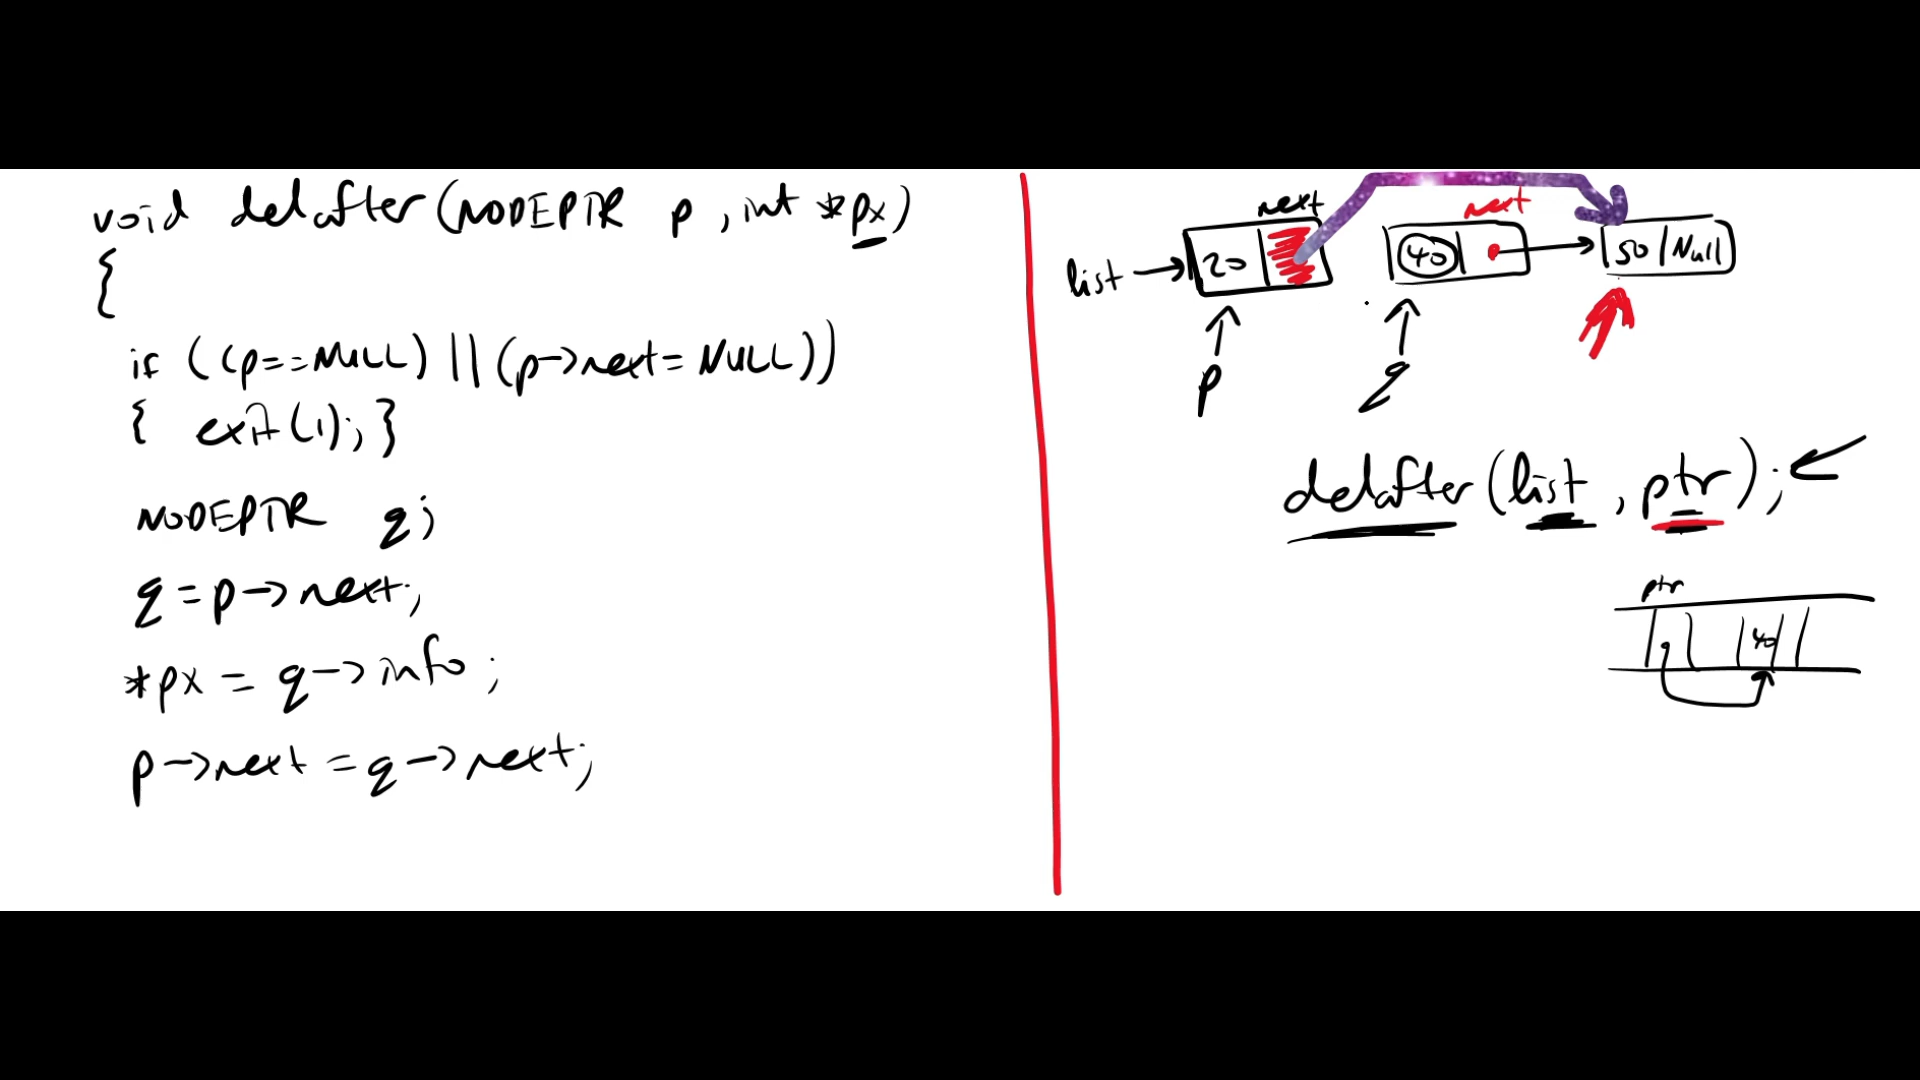 void delafter(NODEPTR p, int *px)
{
if ((p==NULL) || (p->next= NULL))
{ exit(1); }
NODEPTR q;
q = p->next;
*px = q->info;
p->next = q->next;
next next
list 20 40 50 Null
p q
delafter(list, ptr);
ptr
40